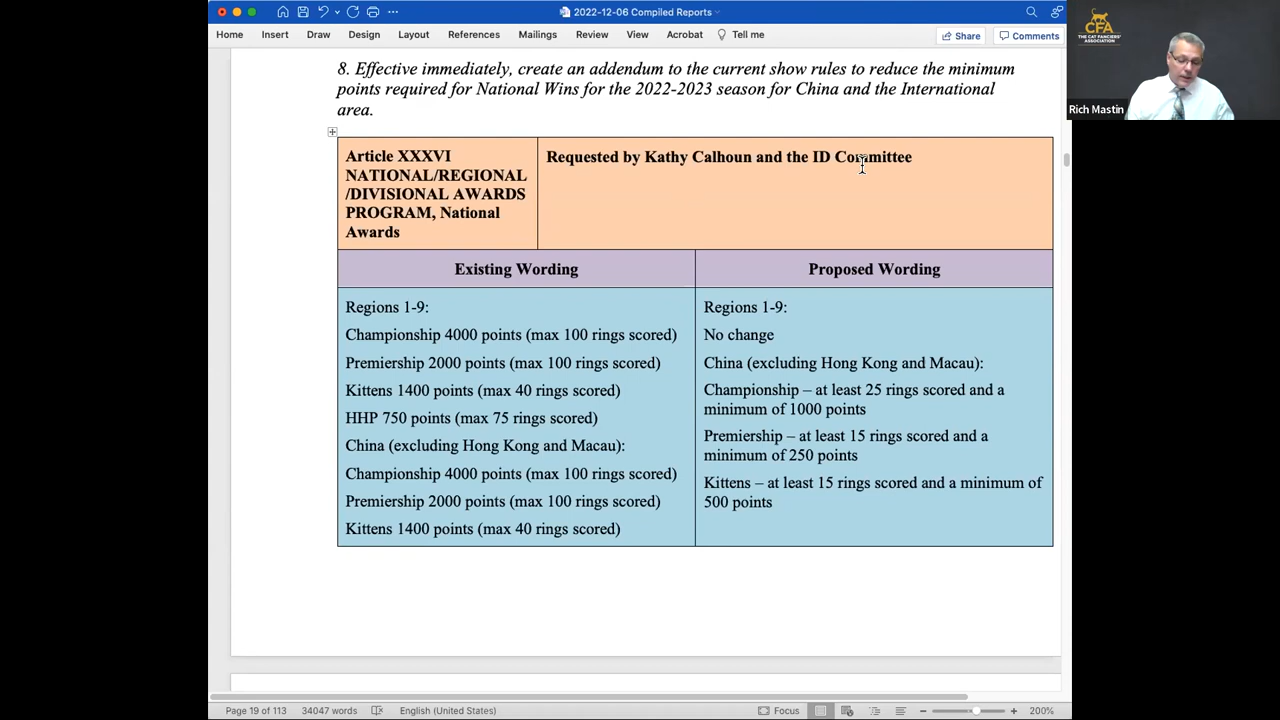 2022-12-06 Compiled Reports
Home Insert Draw Design Layout References Mailings Review View Acrobat Tell me Share Comments
8. Effective immediately, create an addendum to the current show rules to reduce the minimum
points required for National Wins for the 2022-2023 season for China and the International
area.
Article XXXVI
NATIONAL/REGIONAL
/DIVISIONAL AWARDS
PROGRAM, National
Awards
Requested by Kathy Calhoun and the ID Committee
Existing Wording
Proposed Wording
Regions 1-9:
Championship 4000 points (max 100 rings scored)
Premiership 2000 points (max 100 rings scored)
Kittens 1400 points (max 40 rings scored)
HHP 750 points (max 75 rings scored)
China (excluding Hong Kong and Macau):
Championship 4000 points (max 100 rings scored)
Premiership 2000 points (max 100 rings scored)
Kittens 1400 points (max 40 rings scored)
Regions 1-9:
No change
China (excluding Hong Kong and Macau):
Championship – at least 25 rings scored and a
minimum of 1000 points
Premiership – at least 15 rings scored and a
minimum of 250 points
Kittens – at least 15 rings scored and a minimum of
500 points
Page 19 of 113 34047 words English (United States) Focus 200%
CFA
THE CAT FANCIERS'
ASSOCIATION
Rich Mastin